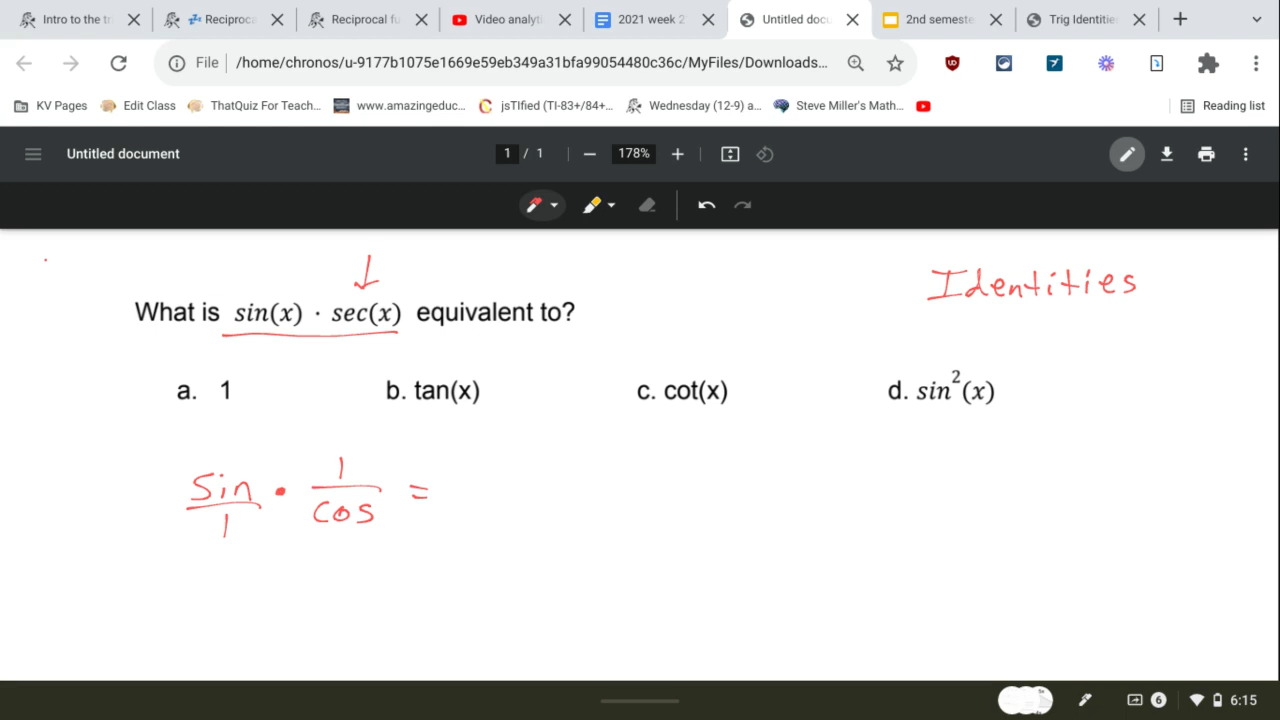 Intro to the tr
Reciproca
Reciprocal fu
Video analyti
2021 week 2
Untitled docu
2nd semeste
Trig Identitie
File /home/chronos/u-9177b1075e1669e59eb349a31bfa99054480c36c/MyFiles/Downloads...
KV Pages
Edit Class
ThatQuiz For Teach...
www.amazingeduc...
jsTIfied (TI-83+/84+...
Wednesday (12-9) a...
Steve Miller's Math...
Reading list
Untitled document
1 / 1
178%
Identities
What is sin(x) · sec(x) equivalent to?
a. 1 b. tan(x) c. cot(x) d. sin²(x)
sin/1 · 1/cos =
6 6:15